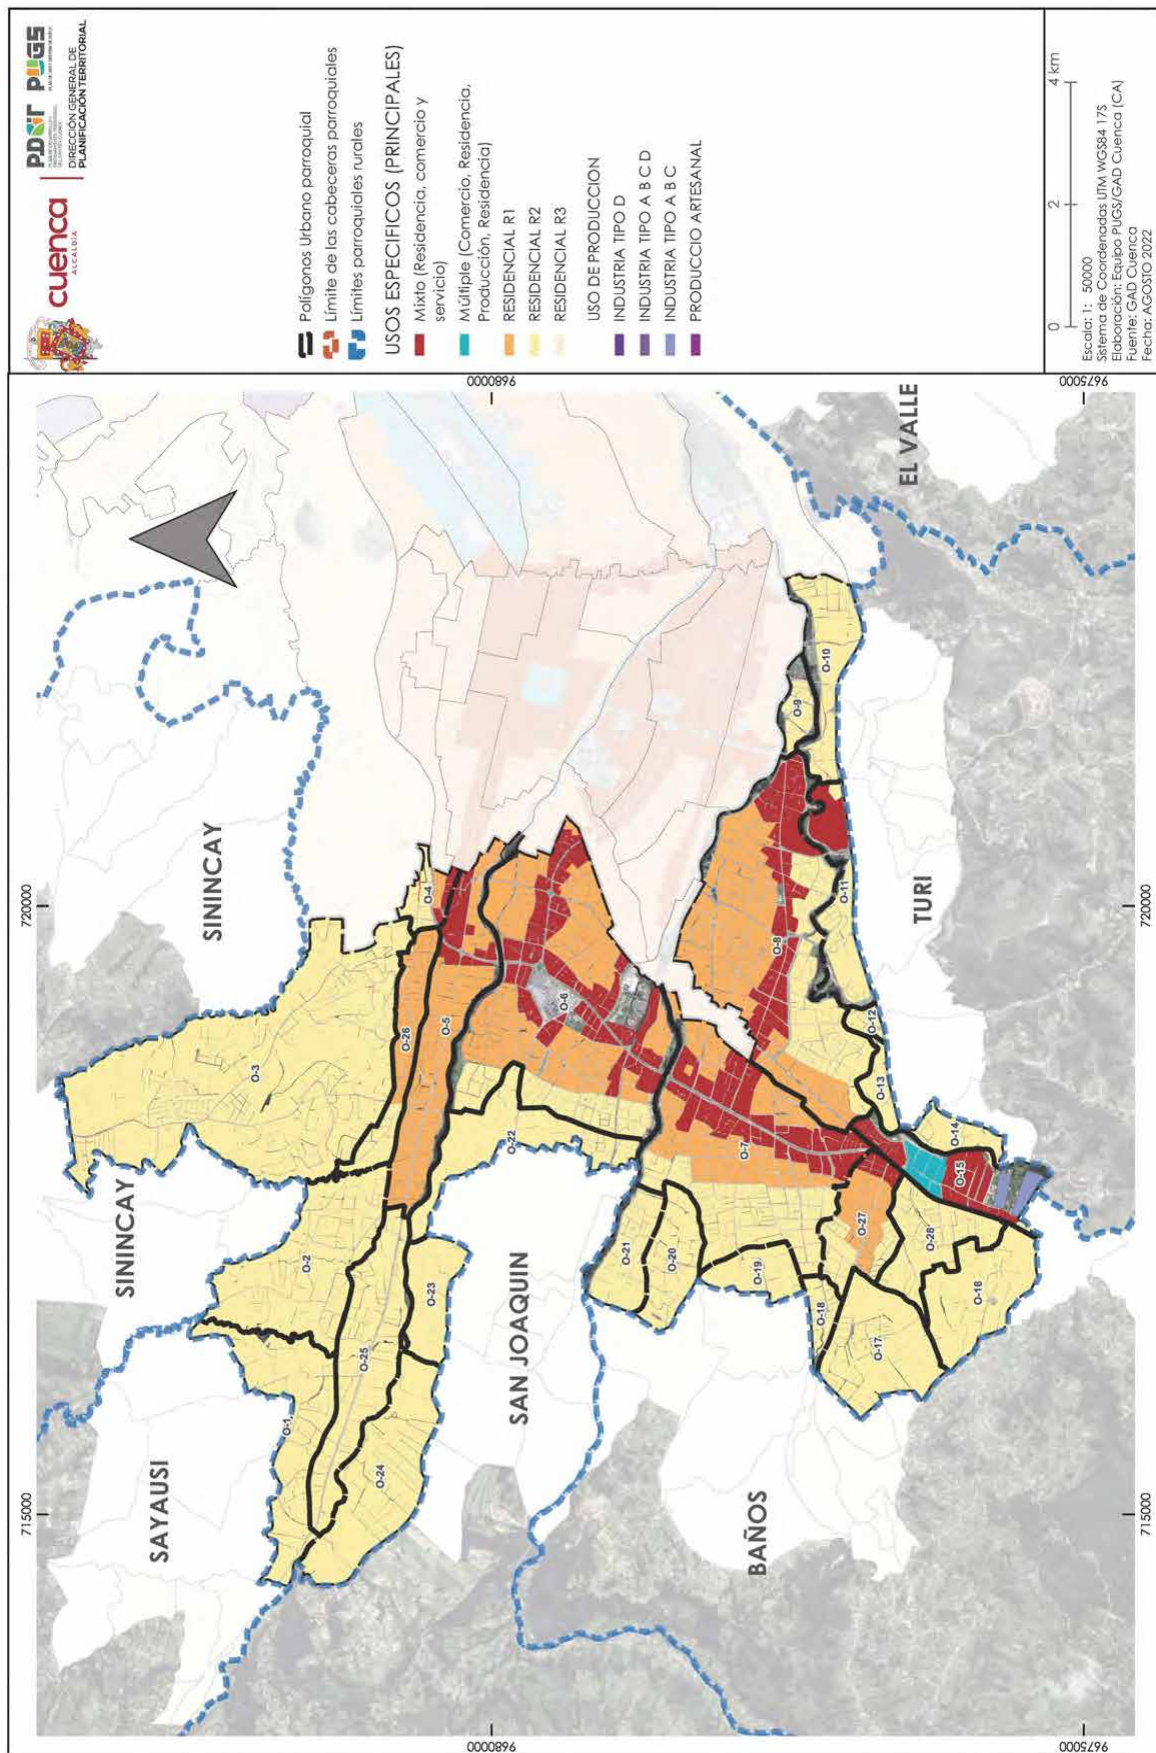 cuenca
ALCALDÍA
PDOT PUGS
DIRECCIÓN GENERAL DE
PLANIFICACIÓN TERRITORIAL
Polígonos Urbano parroquial
Límite de las cabeceras parroquiales
Límites parroquiales rurales
USOS ESPECIFICOS (PRINCIPALES)
Mixto (Residencia, comercio y
servicio)
Múltiple (Comercio, Residencia,
Producción, Residencia)
RESIDENCIAL R1
RESIDENCIAL R2
RESIDENCIAL R3
USO DE PRODUCCION
INDUSTRIA TIPO D
INDUSTRIA TIPO A B C D
INDUSTRIA TIPO A B C
PRODUCCIO ARTESANAL
0 2 4 km
Escala: 1: 50000
Sistema de Coordenadas UTM WGS84 17S
Elaboración: Equipo PUGS/GAD Cuenca (CA)
Fuente: GAD Cuenca
Fecha: AGOSTO 2022
715000
720000
9680000
9675000
715000
720000
9680000
9675000
SAYAUSI
SININCAY
SININCAY
SAN JOAQUIN
BAÑOS
TURI
EL VALLE
O-1
O-2
O-3
O-4
O-5
O-6
O-7
O-8
O-9
O-10
O-11
O-12
O-13
O-14
O-15
O-16
O-17
O-18
O-19
O-20
O-21
O-22
O-23
O-24
O-25
O-26
O-27
O-28